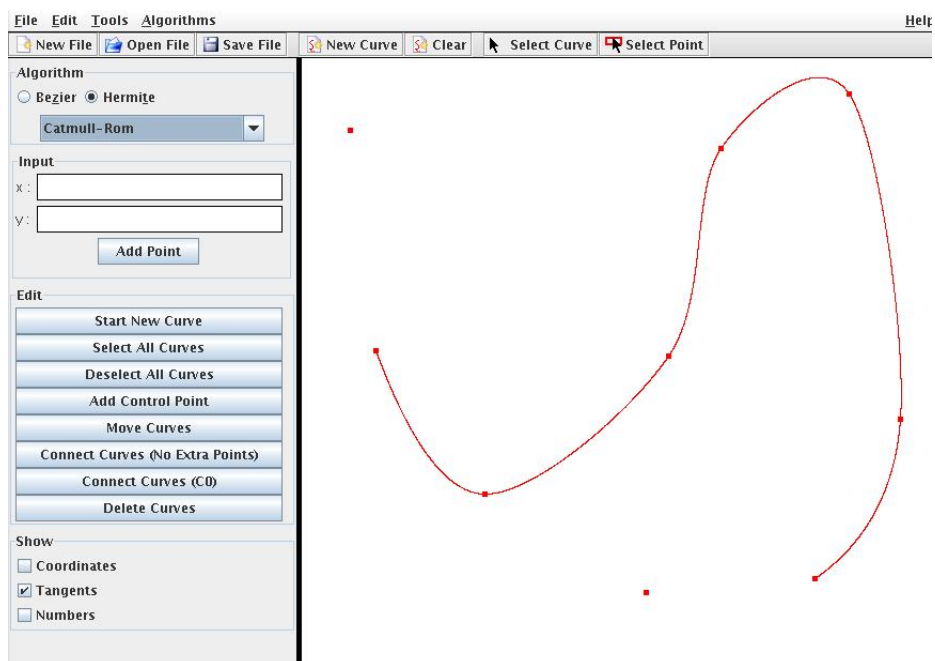 File Edit Tools Algorithms Help
New File Open File Save File New Curve Clear Select Curve Select Point
Algorithm
Bezier Hermite
Catmull-Rom
Input
x :
y :
Add Point
Edit
Start New Curve
Select All Curves
Deselect All Curves
Add Control Point
Move Curves
Connect Curves (No Extra Points)
Connect Curves (C0)
Delete Curves
Show
Coordinates
Tangents
Numbers